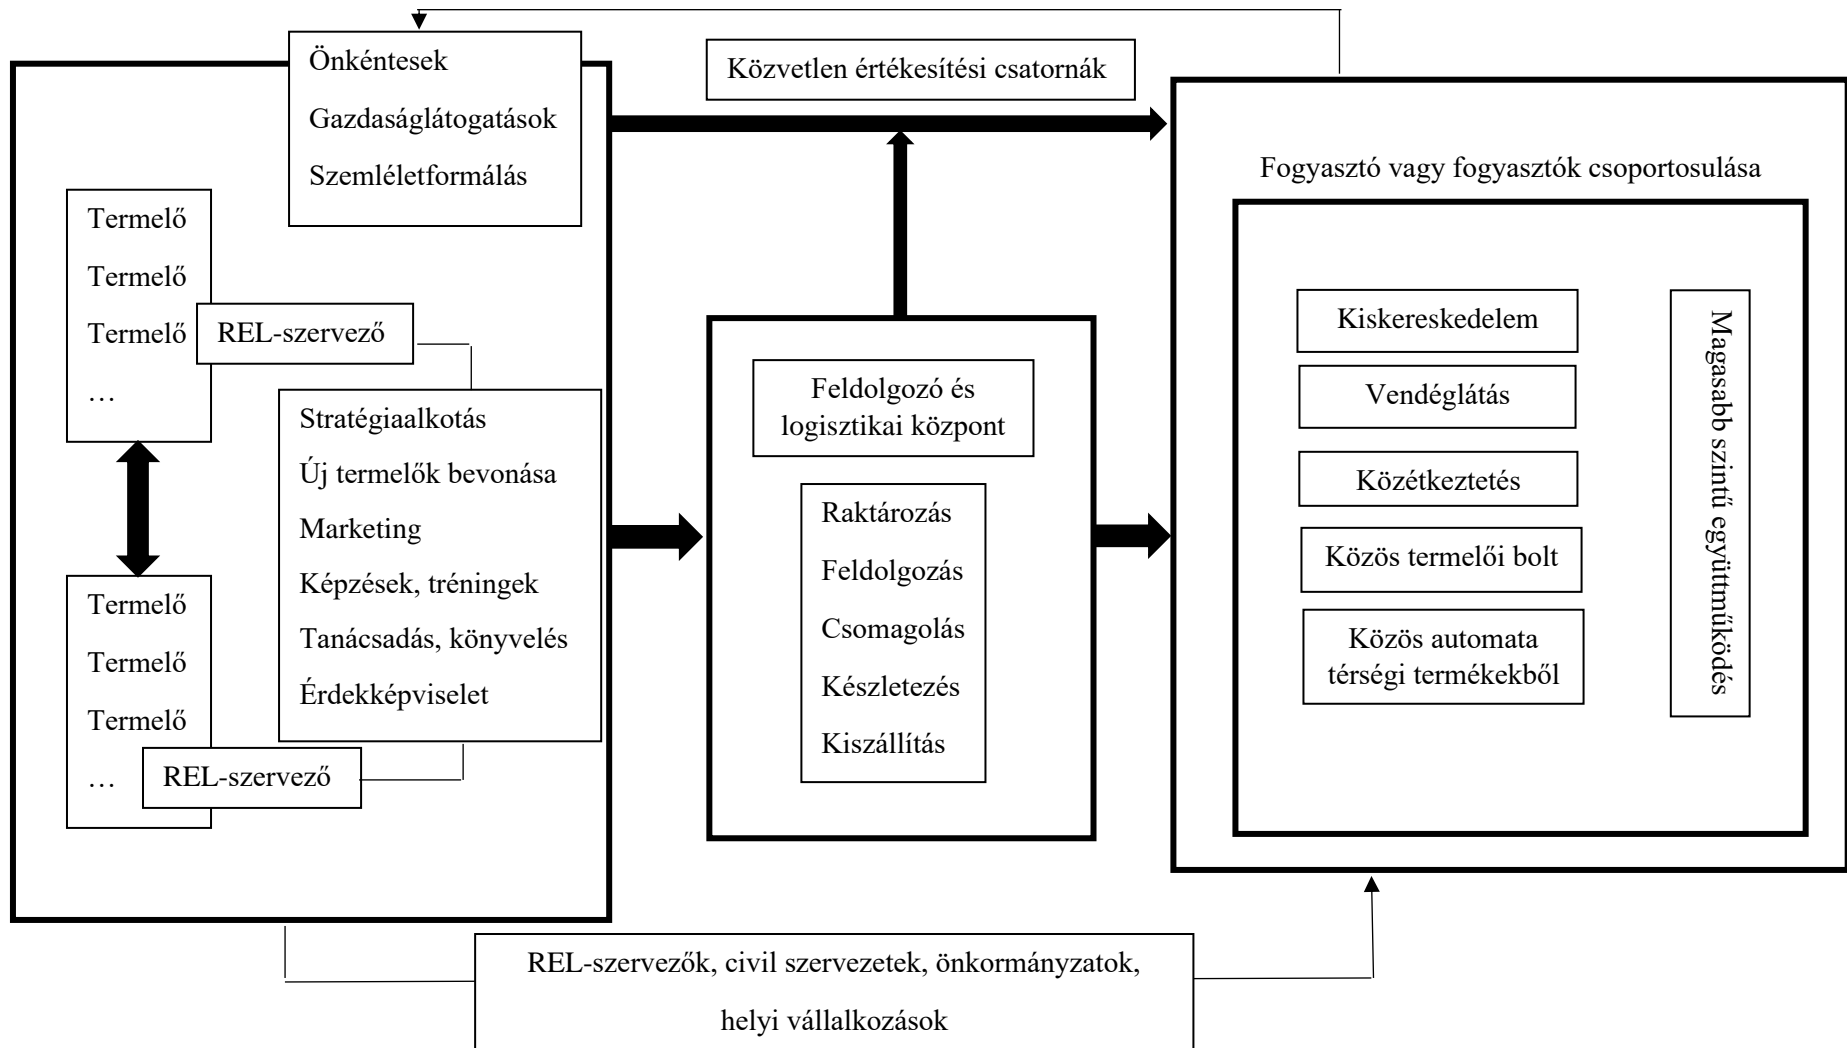 Önkéntesek
Gazdaságlátogatások
Szemléletformálás
Közvetlen értékesítési csatornák
Fogyasztó vagy fogyasztók csoportosulása
Termelő
Termelő
Termelő
…
REL-szervező
Stratégiaalkotás
Új termelők bevonása
Marketing
Képzések, tréningek
Tanácsadás, könyvelés
Érdekképviselet
Termelő
Termelő
Termelő
…
REL-szervező
Feldolgozó és
logisztikai központ
Raktározás
Feldolgozás
Csomagolás
Készletezés
Kiszállítás
Kiskereskedelem
Vendéglátás
Közétkeztetés
Közös termelői bolt
Közös automata
térségi termékekből
Magasabb szintű együttműködés
REL-szervezők, civil szervezetek, önkormányzatok,
helyi vállalkozások